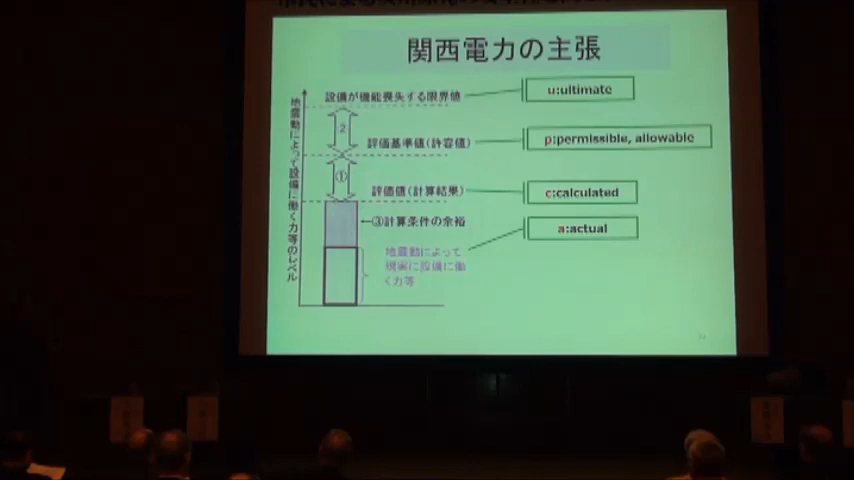 関西電力の主張
設備が機能喪失する限界値
u:ultimate
2
評価基準値(許容値)
p:permissible, allowable
①
評価値(計算結果)
c:calculated
←③計算条件の余裕
a:actual
地震動によって
現実に設備に働
く力等
地震動によって設備に働く力等のレベル